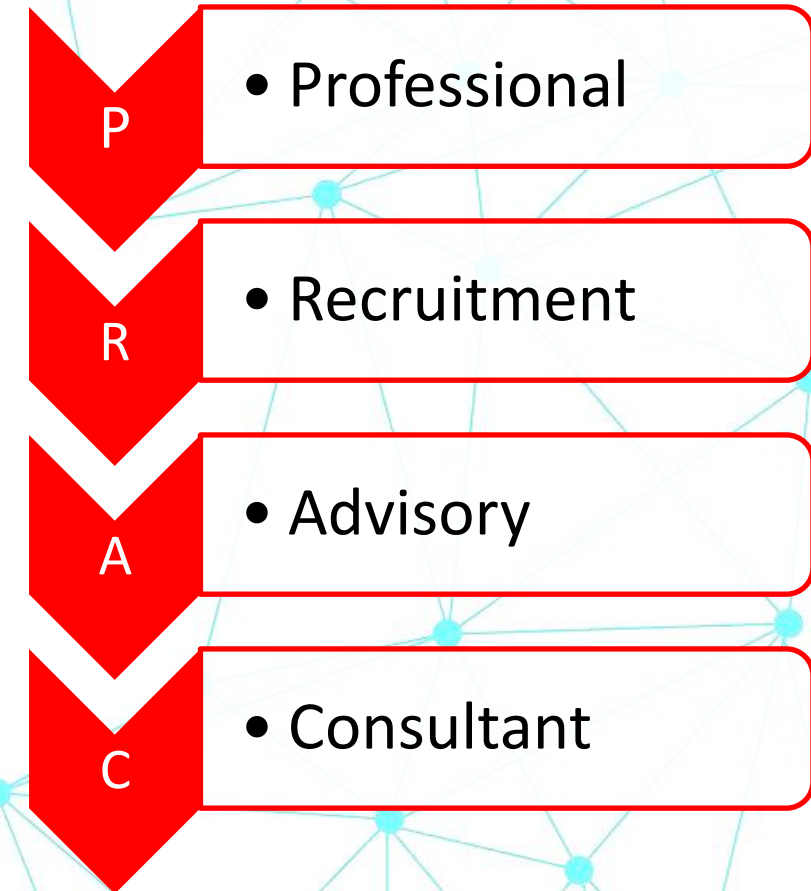 P
• Professional
R
• Recruitment
A
• Advisory
C
• Consultant